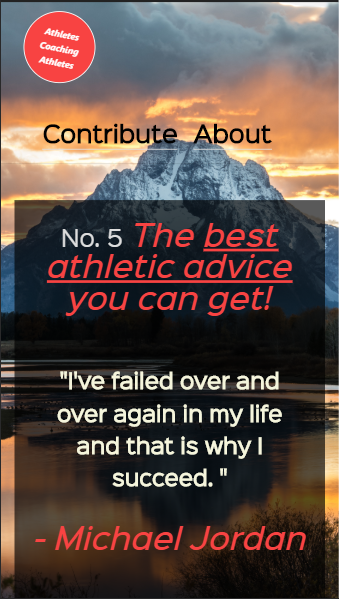 Athletes
Coaching
Athletes
Contribute About
No. 5 The best
athletic advice
you can get!
"I've failed over and
over again in my life
and that is why I
succeed. "
- Michael Jordan